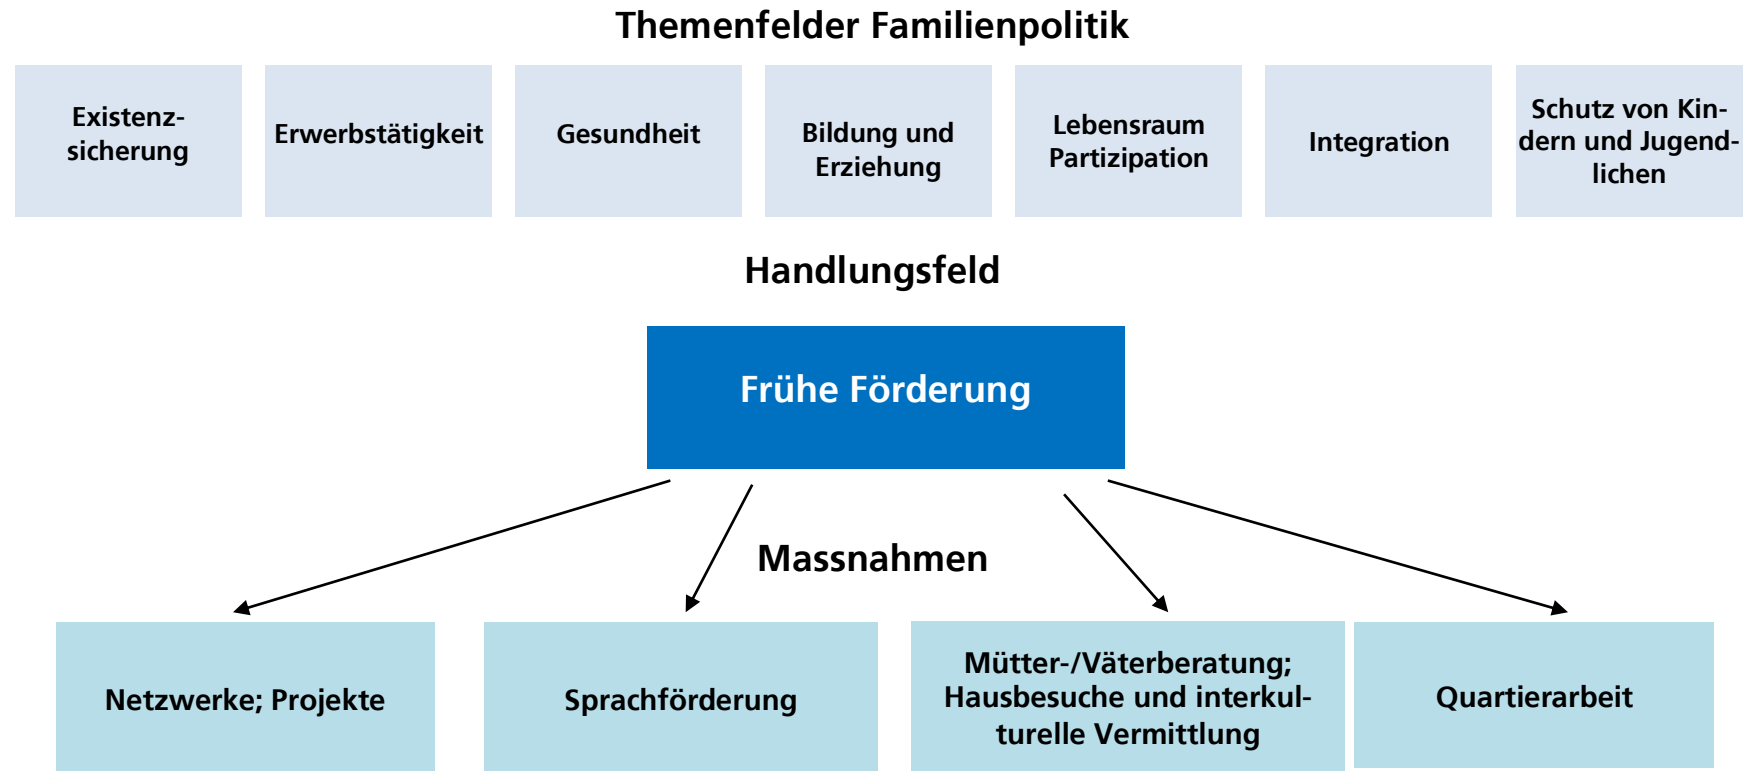 Themenfelder Familienpolitik
Existenz-
sicherung
Erwerbstätigkeit
Gesundheit
Bildung und
Erziehung
Lebensraum
Partizipation
Integration
Schutz von Kin-
dern und Jugend-
lichen
Handlungsfeld
Frühe Förderung
Massnahmen
Netzwerke; Projekte
Sprachförderung
Mütter-/Väterberatung;
Hausbesuche und interkul-
turelle Vermittlung
Quartierarbeit